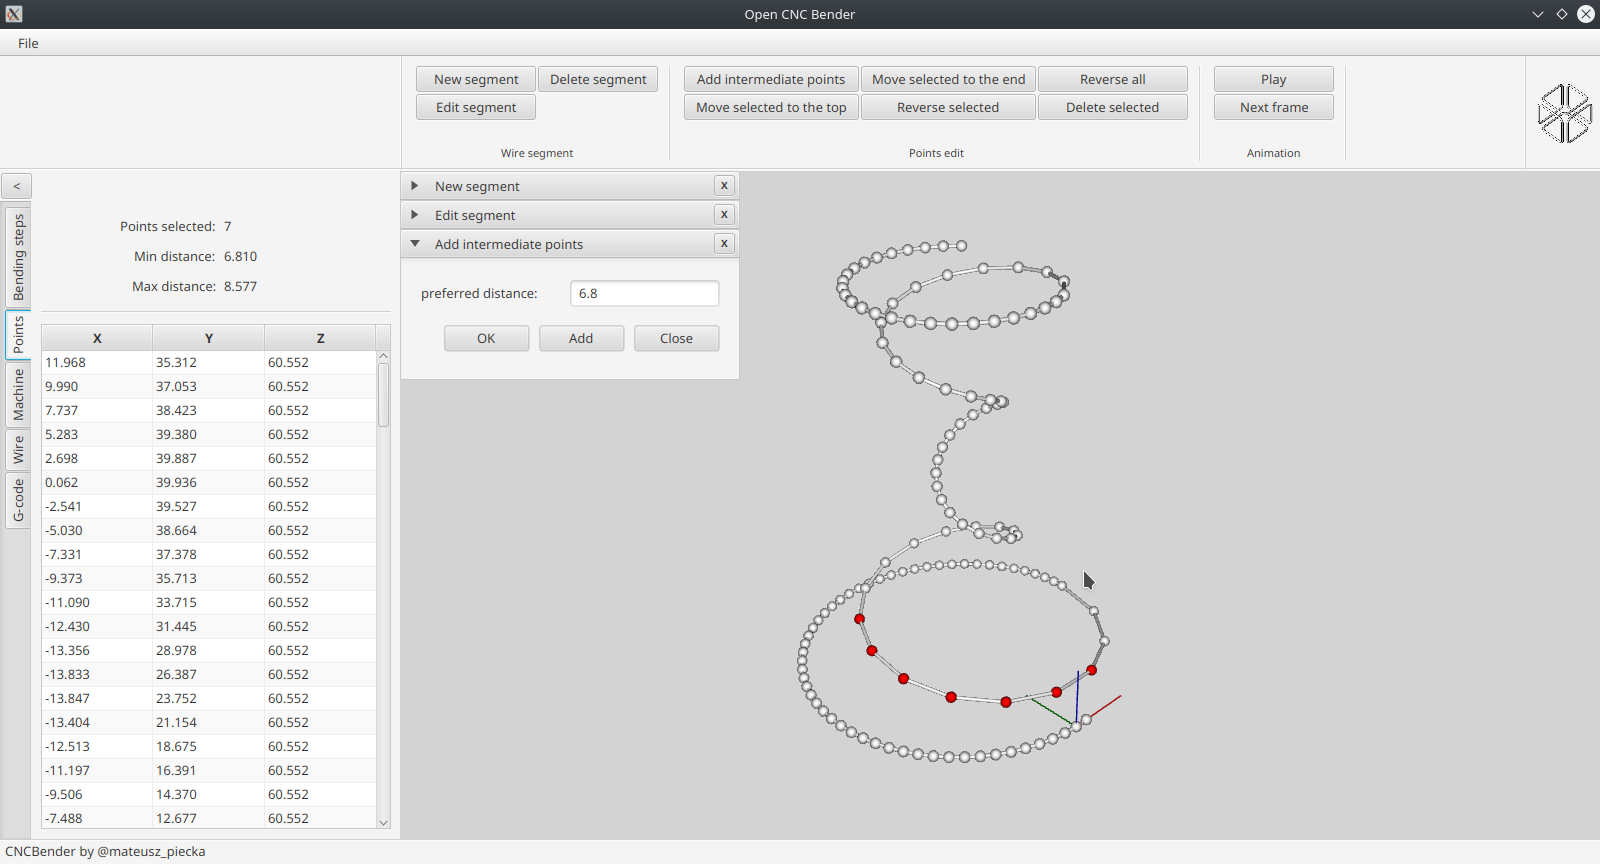 Open CNC Bender
File
New segment Delete segment
Edit segment
Wire segment
Add intermediate points Move selected to the end Reverse all
Move selected to the top Reverse selected Delete selected
Points edit
Play
Next frame
Animation
<
Bending steps
Points
Machine
Wire
G-code
Points selected: 7
Min distance: 6.810
Max distance: 8.577
X Y Z
11.968 35.312 60.552
9.990 37.053 60.552
7.737 38.423 60.552
5.283 39.380 60.552
2.698 39.887 60.552
0.062 39.936 60.552
-2.541 39.527 60.552
-5.030 38.664 60.552
-7.331 37.378 60.552
-9.373 35.713 60.552
-11.090 33.715 60.552
-12.430 31.445 60.552
-13.356 28.978 60.552
-13.833 26.387 60.552
-13.847 23.752 60.552
-13.404 21.154 60.552
-12.513 18.675 60.552
-11.197 16.391 60.552
-9.506 14.370 60.552
-7.488 12.677 60.552
New segment x
Edit segment x
Add intermediate points x
preferred distance: 6.8
OK Add Close
CNCBender by @mateusz_piecka